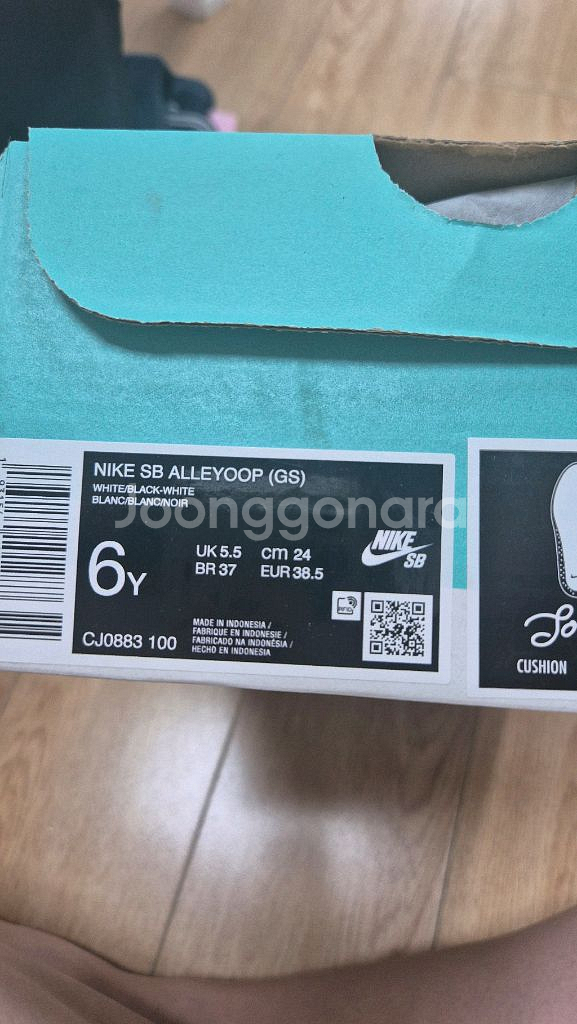 NIKE SB ALLEYOOP (GS)
WHITE/BLACK-WHITE
BLANC/BLANC/NOIR
Joonggonara
6Y
UK 5.5 cm 24
BR 37 EUR 38.5
NIKE
SB
RFID
CJ0883 100
MADE IN INDONESIA /
FABRIQUE EN INDONESIE /
FABRICADO NA INDONÉSIA /
HECHO EN INDONESIA
CUSHION